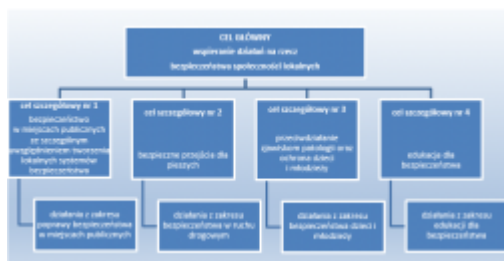 CEL GŁÓWNY
wspieranie działań na rzecz
bezpieczeństwa społeczności lokalnych
cel szczegółowy nr 1
bezpieczeństwo
w miejscach publicznych
ze szczególnym
uwzględnieniem tworzenia
lokalnych systemów
bezpieczeństwa
cel szczegółowy nr 2
bezpieczne przejścia dla
pieszych
cel szczegółowy nr 3
przeciwdziałanie
zjawiskom patologii oraz
ochrona dzieci
i młodzieży
cel szczegółowy nr 4
edukacja dla
bezpieczeństwa
działania z zakresu
poprawy bezpieczeństwa
w miejscach publicznych
działania z zakresu
bezpieczeństwa w ruchu
drogowym
działania z zakresu
bezpieczeństwa dzieci i
młodzieży
działania z zakresu
edukacji dla
bezpieczeństwa